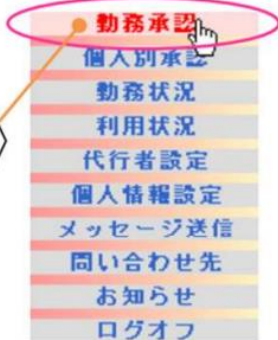 勤務承認
個人別承認
勤務状況
利用状況
代行者設定
個人情報設定
メッセージ送信
問い合わせ先
お知らせ
ログオフ